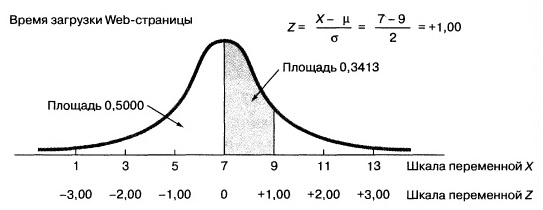 Время загрузки Web-страницы
Z = X – μ / σ = 7 – 9 / 2 = +1,00
Площадь 0,3413
Площадь 0,5000
1 3 5 7 9 11 13 Шкала переменной X
–3,00 –2,00 –1,00 0 +1,00 +2,00 +3,00 Шкала переменной Z